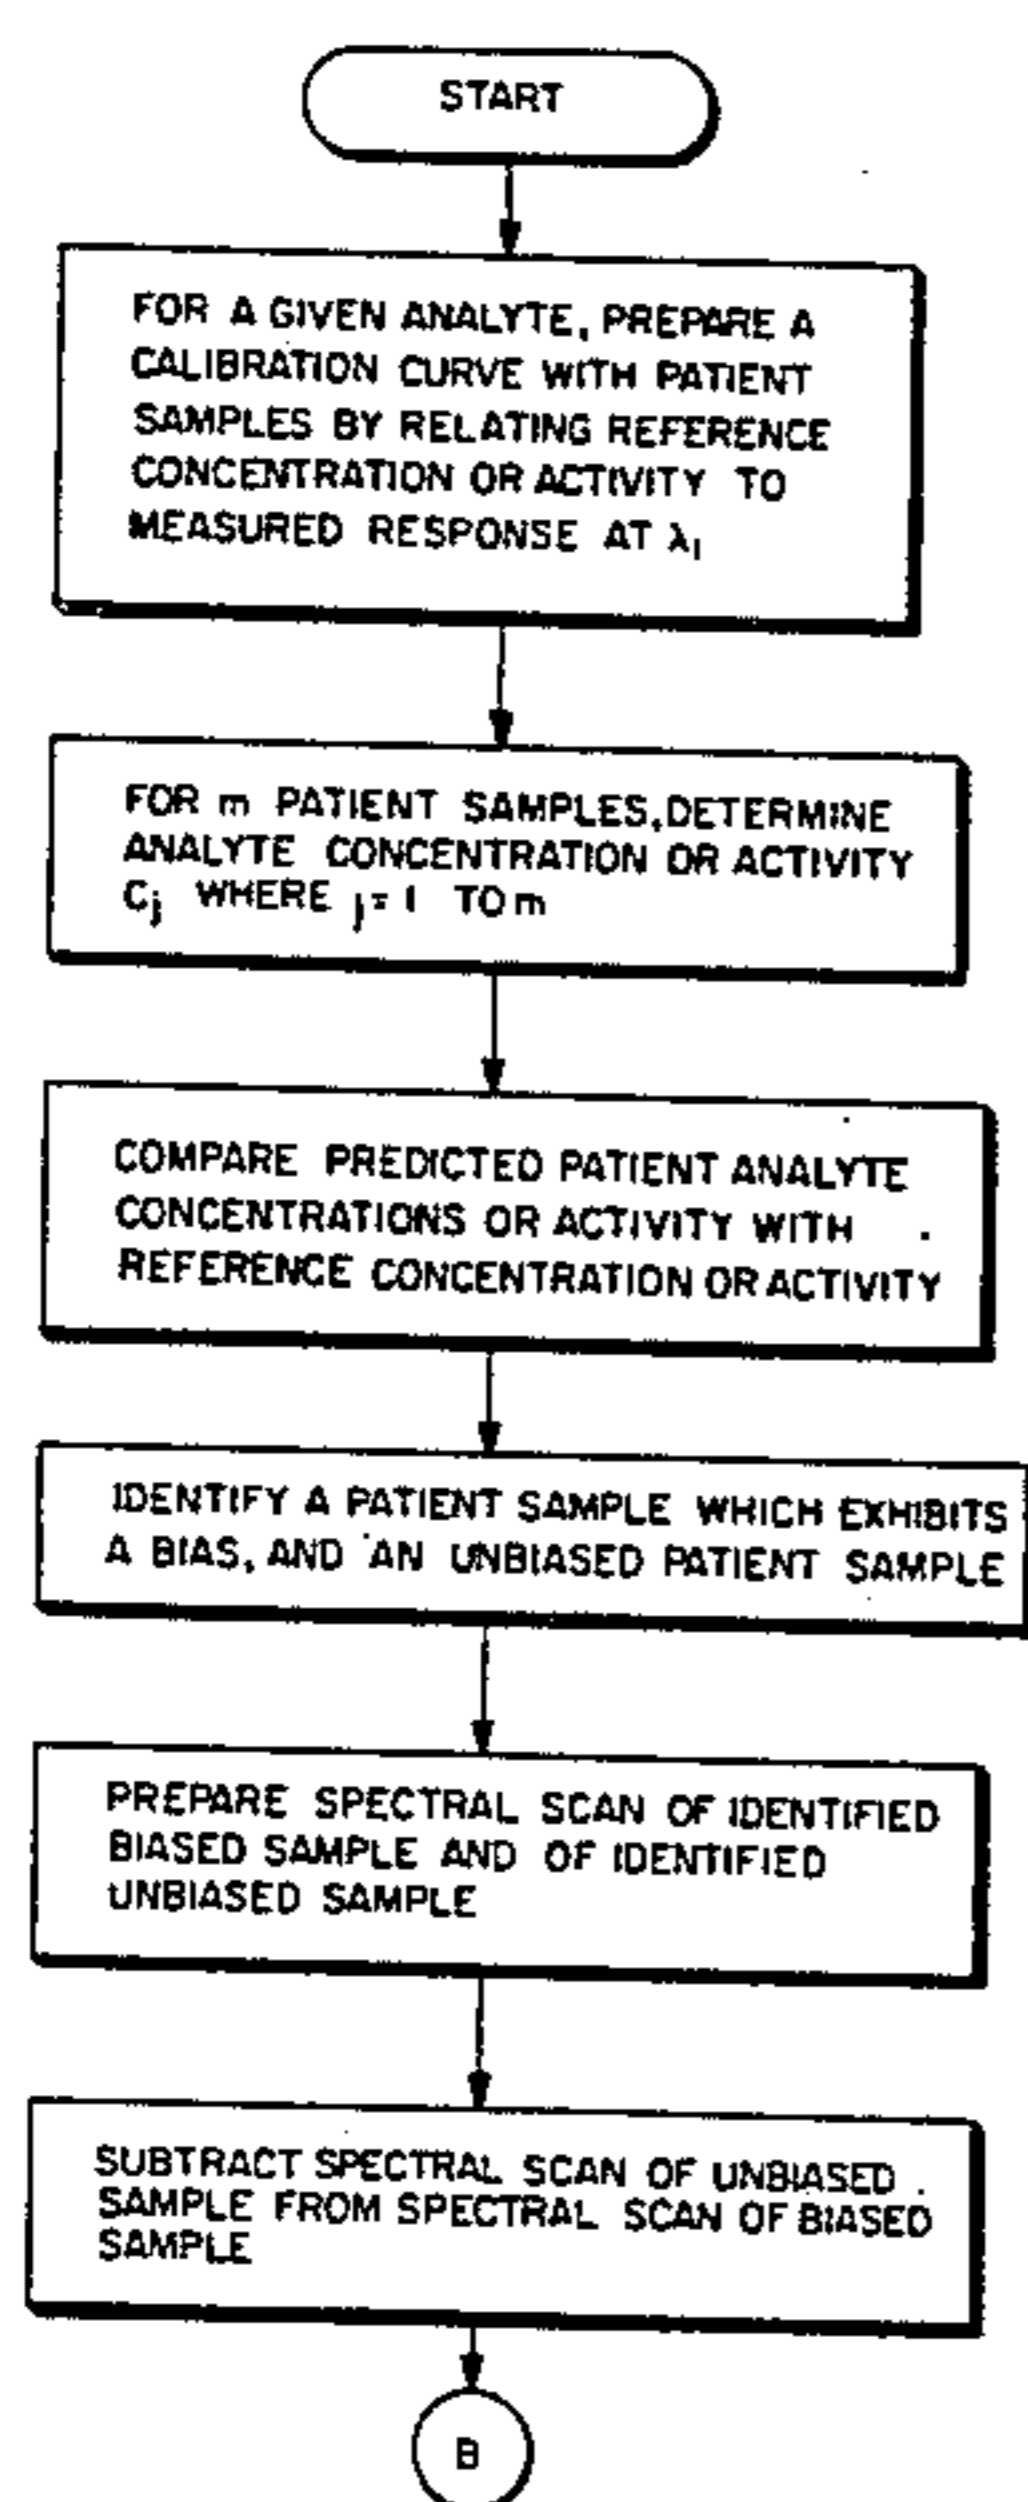 START
FOR A GIVEN ANALYTE, PREPARE A
CALIBRATION CURVE WITH PATIENT
SAMPLES BY RELATING REFERENCE
CONCENTRATION OR ACTIVITY TO
MEASURED RESPONSE AT λ₁
FOR m PATIENT SAMPLES, DETERMINE
ANALYTE CONCENTRATION OR ACTIVITY
Cj WHERE j = 1 TO m
COMPARE PREDICTED PATIENT ANALYTE
CONCENTRATIONS OR ACTIVITY WITH
REFERENCE CONCENTRATION OR ACTIVITY
IDENTIFY A PATIENT SAMPLE WHICH EXHIBITS
A BIAS, AND AN UNBIASED PATIENT SAMPLE
PREPARE SPECTRAL SCAN OF IDENTIFIED
BIASED SAMPLE AND OF IDENTIFIED
UNBIASED SAMPLE
SUBTRACT SPECTRAL SCAN OF UNBIASED
SAMPLE FROM SPECTRAL SCAN OF BIASED
SAMPLE
B